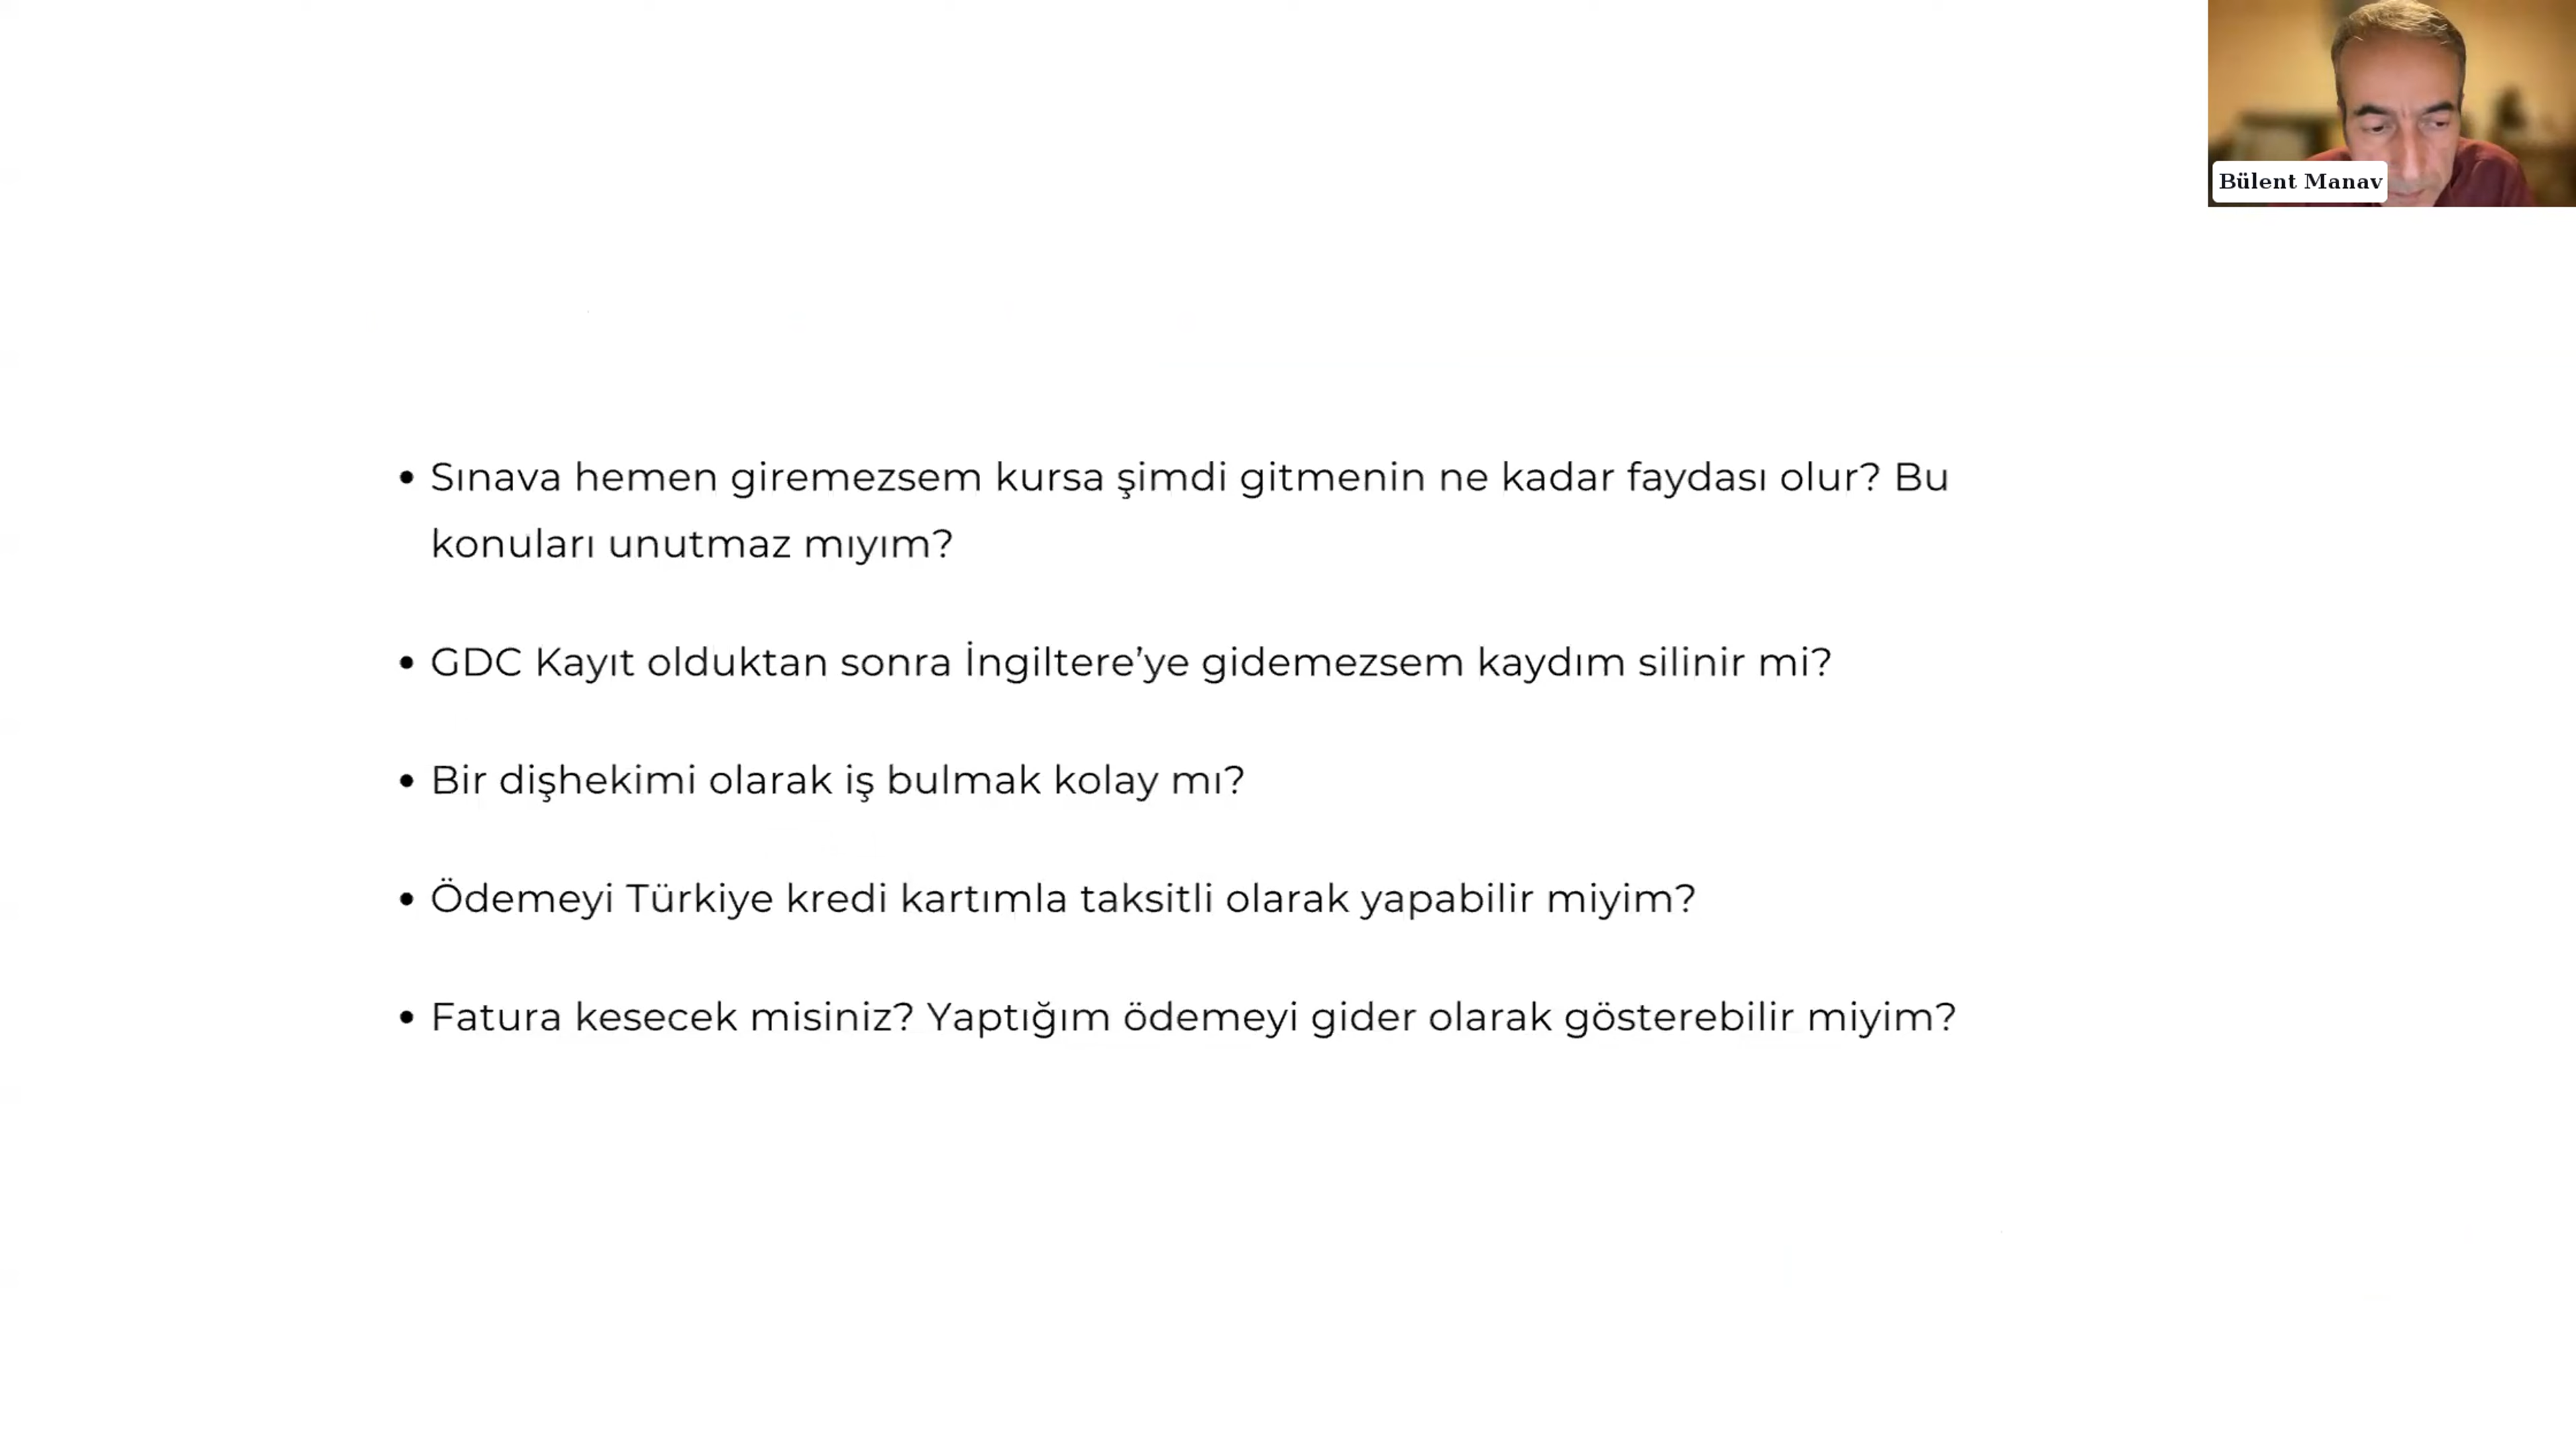 Bülent Manav
• Sınava hemen giremezsem kursa şimdi gitmenin ne kadar faydası olur? Bu
konuları unutmaz mıyım?
• GDC Kayıt olduktan sonra İngiltere’ye gidemezsem kaydım silinir mi?
• Bir dişhekimi olarak iş bulmak kolay mı?
• Ödemeyi Türkiye kredi kartımla taksitli olarak yapabilir miyim?
• Fatura kesecek misiniz? Yaptığım ödemeyi gider olarak gösterebilir miyim?